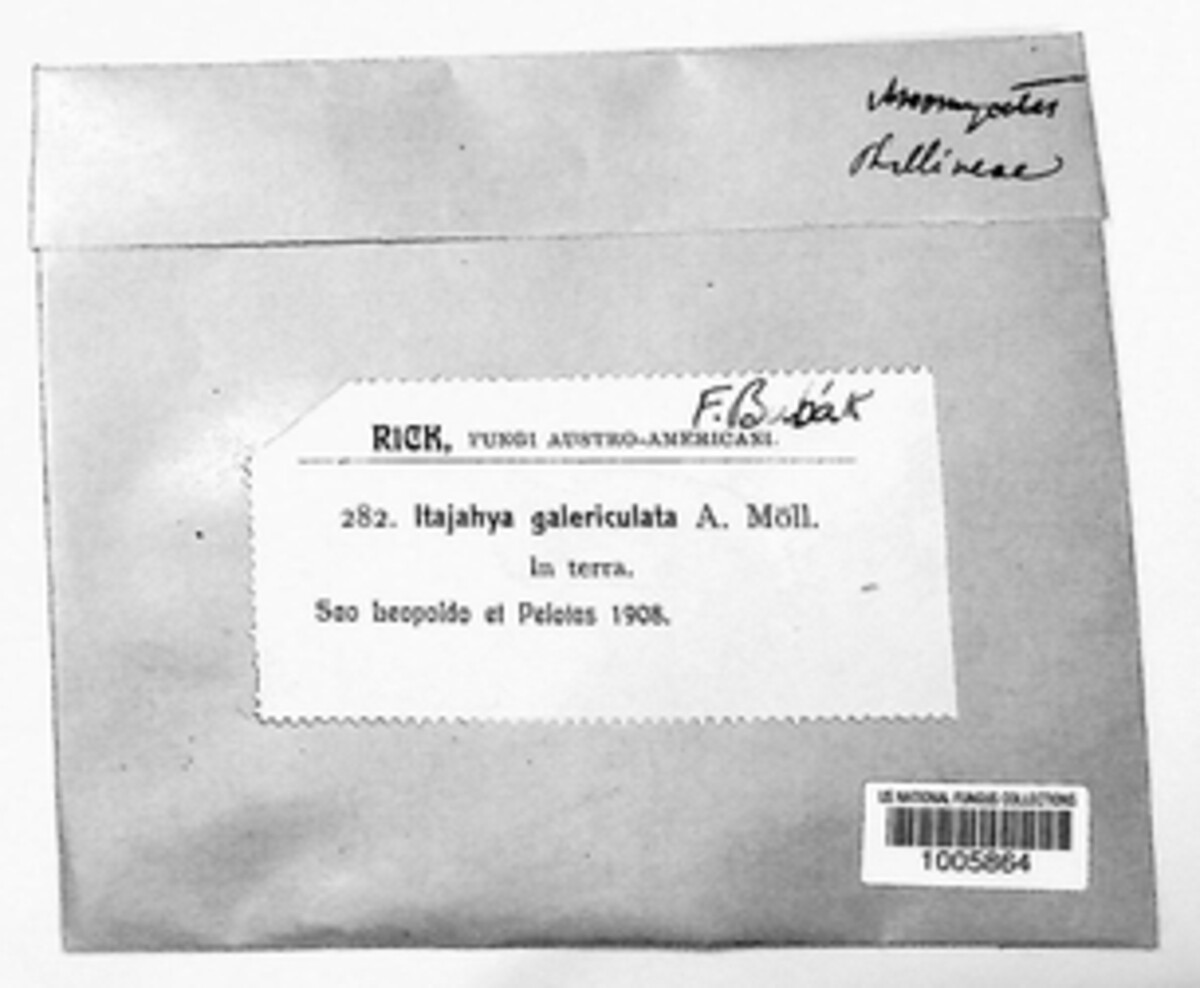 Phallineae
F. Bubák
RICK, FUNGI AUSTRO-AMERICANI.
282. Itajahya galericulata A. Möll.
In terra.
Sao Leopoldo et Pelotas 1908.
US NATIONAL FUNGUS COLLECTIONS
1005864